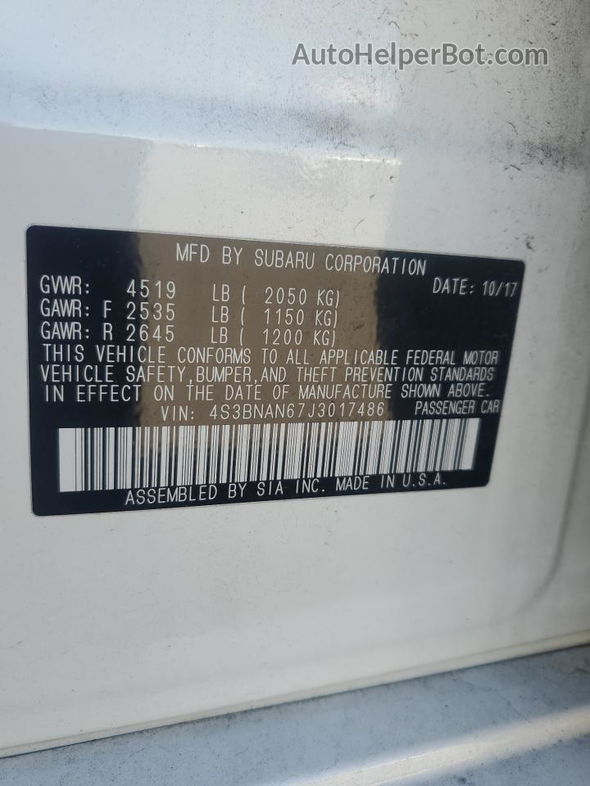 AutoHelperBot.com
MFD BY SUBARU CORPORATION
GVWR: 4519 LB ( 2050 KG) DATE: 10/17
GAWR: F 2535 LB ( 1150 KG)
GAWR: R 2645 LB ( 1200 KG)
THIS VEHICLE CONFORMS TO ALL APPLICABLE FEDERAL MOTOR
VEHICLE SAFETY,BUMPER,AND THEFT PREVENTION STANDARDS
IN EFFECT ON THE DATE OF MANUFACTURE SHOWN ABOVE.
VIN: 4S3BNAN67J3017486 PASSENGER CAR
ASSEMBLED BY SIA INC. MADE IN U.S.A.